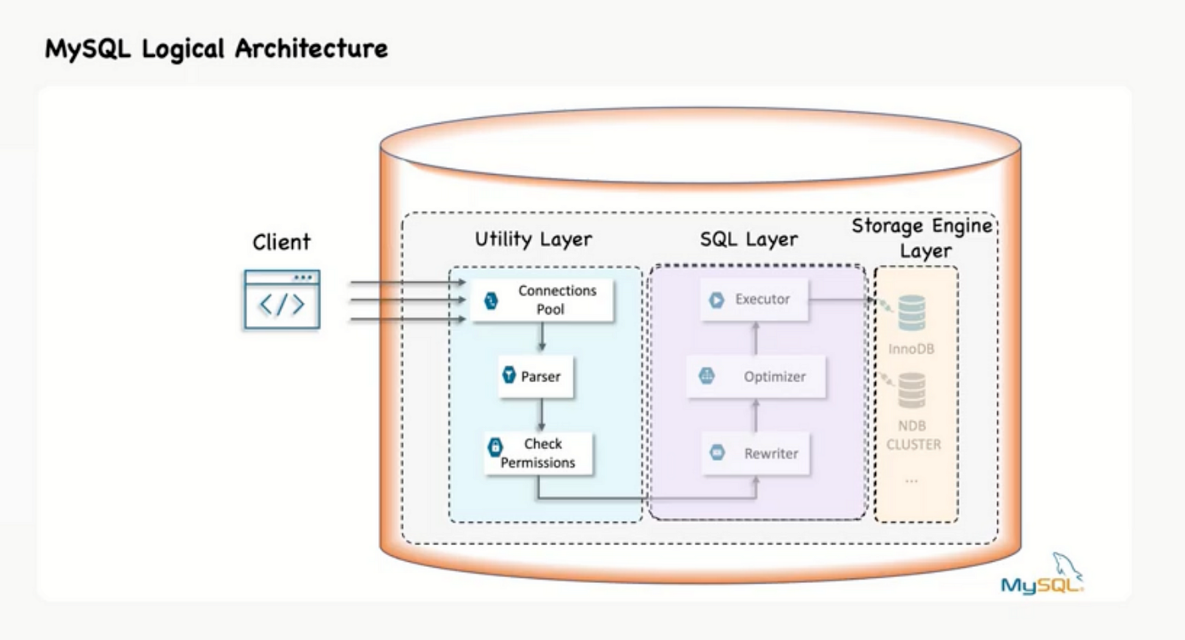 MySQL Logical Architecture
Client
</>
Utility Layer
Connections
Pool
Parser
Check
Permissions
SQL Layer
Executor
Optimizer
Rewriter
Storage Engine
Layer
InnoDB
NDB
CLUSTER
...
MySQL